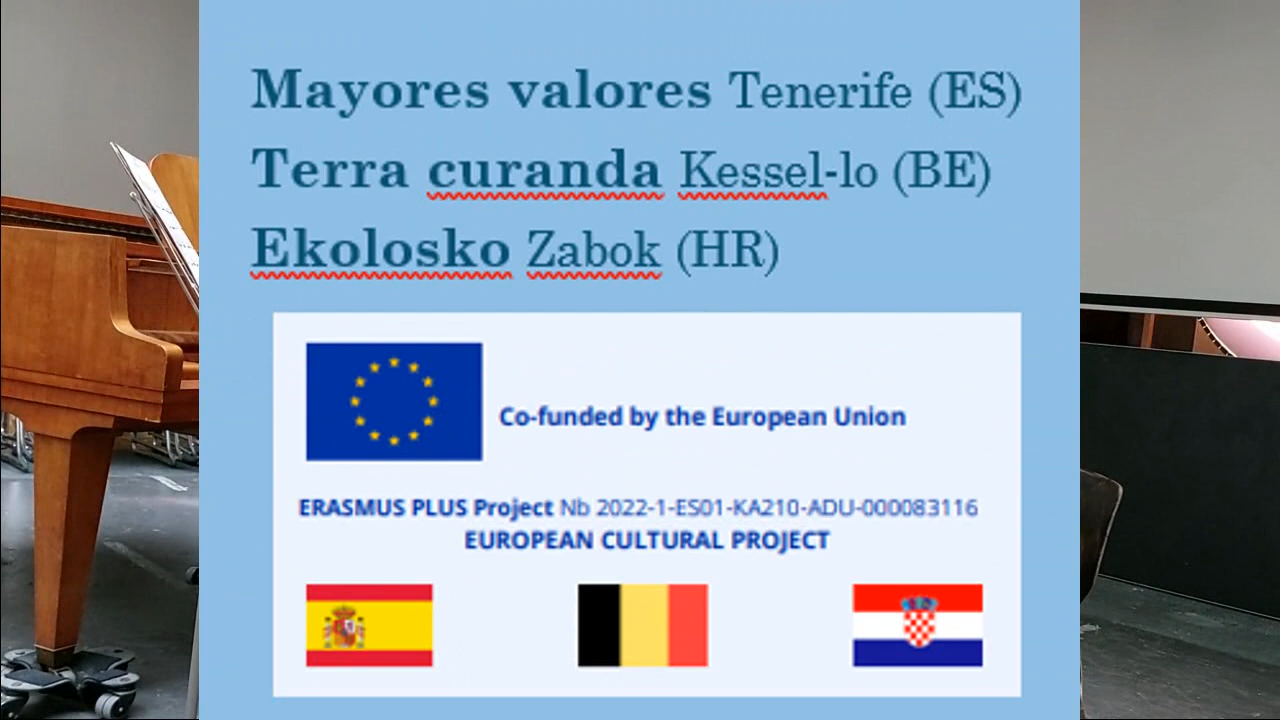 Mayores valores Tenerife (ES)
Terra curanda Kessel-lo (BE)
Ekolosko Zabok (HR)
Co-funded by the European Union
ERASMUS PLUS Project Nb 2022-1-ES01-KA210-ADU-000083116
EUROPEAN CULTURAL PROJECT